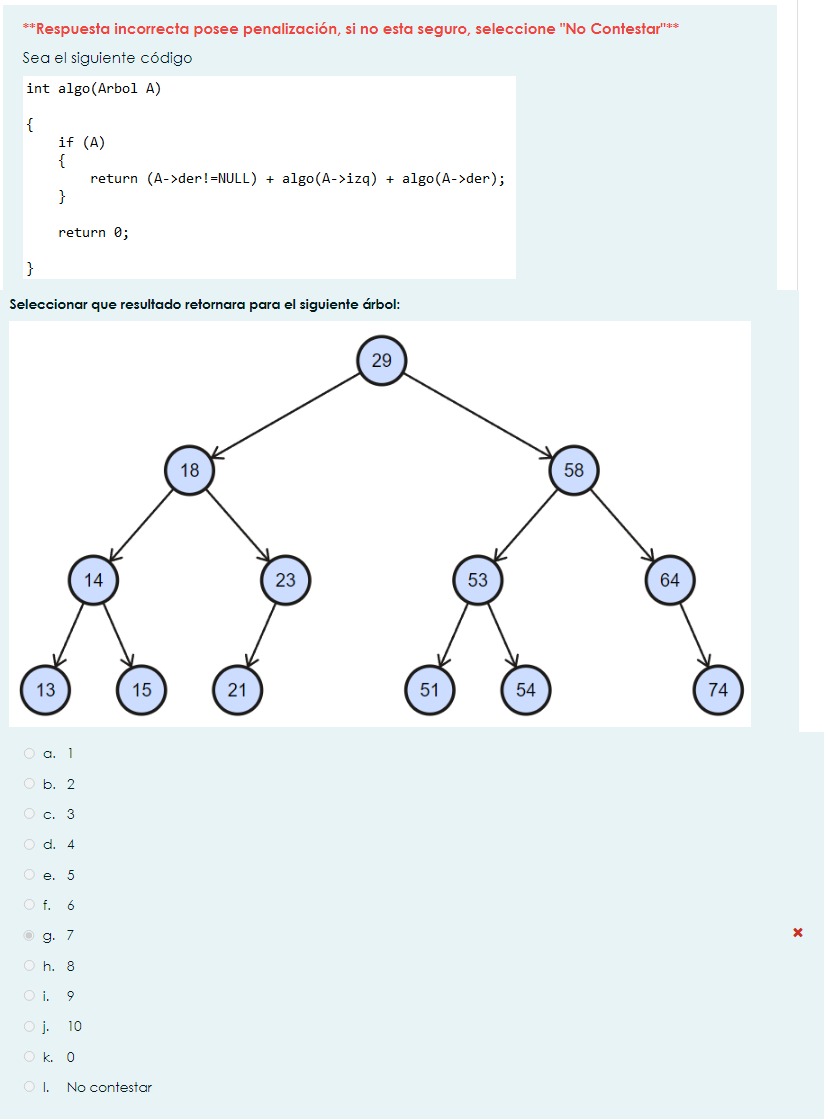 **Respuesta incorrecta posee penalización, si no esta seguro, seleccione "No Contestar"**
Sea el siguiente código
int algo(Arbol A)
{
if (A)
{
return (A->der!=NULL) + algo(A->izq) + algo(A->der);
}
return 0;
}
Seleccionar que resultado retornara para el siguiente árbol:
29
18 58
14 23 53 64
13 15 21 51 54 74
a. 1
b. 2
c. 3
d. 4
e. 5
f. 6
g. 7
h. 8
i. 9
j. 10
k. 0
l. No contestar